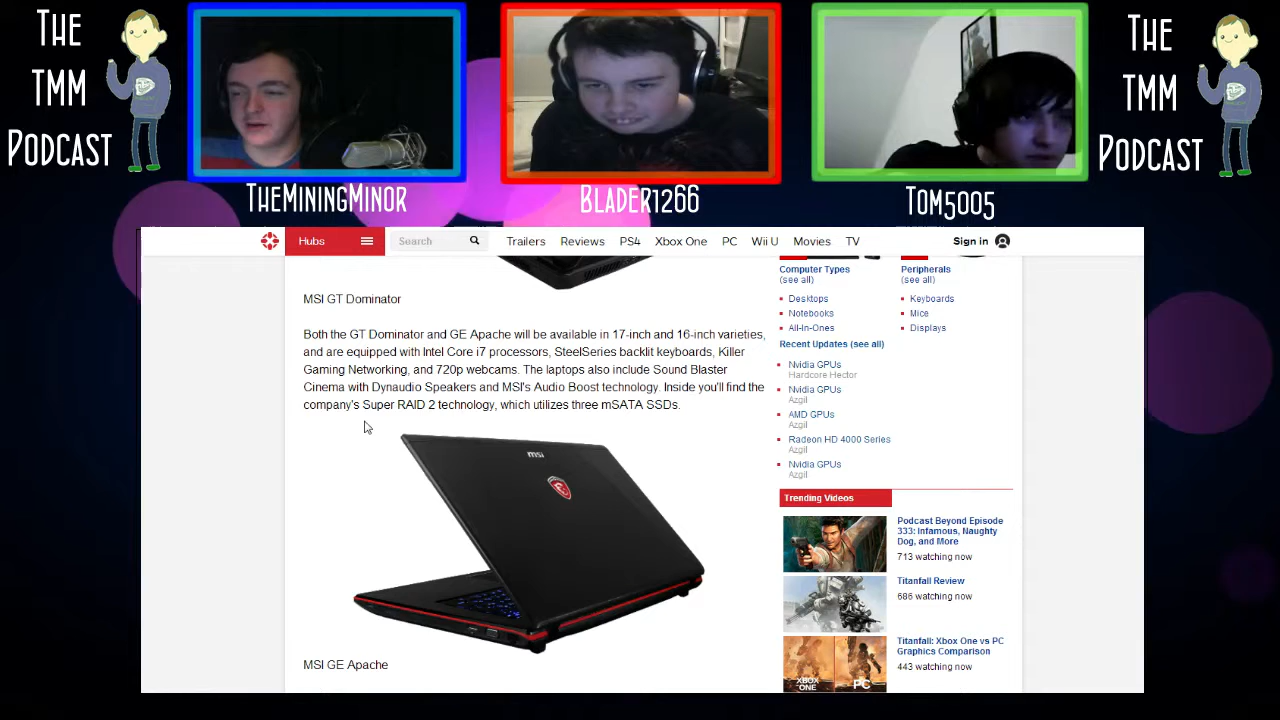 The
TMM
Podcast
The
TMM
Podcast
TheMiningMinor
Blader1266
Tom5005
Hubs
Search
Trailers
Reviews
PS4
Xbox One
PC
Wii U
Movies
TV
Sign in
MSI GT Dominator
Both the GT Dominator and GE Apache will be available in 17-inch and 16-inch varieties,
and are equipped with Intel Core i7 processors, SteelSeries backlit keyboards, Killer
Gaming Networking, and 720p webcams. The laptops also include Sound Blaster
Cinema with Dynaudio Speakers and MSI's Audio Boost technology. Inside you'll find the
company's Super RAID 2 technology, which utilizes three mSATA SSDs.
msi
MSI GE Apache
Computer Types
(see all)
Desktops
Notebooks
All-In-Ones
Peripherals
(see all)
Keyboards
Mice
Displays
Recent Updates (see all)
Nvidia GPUs
Hardcore Hector
Nvidia GPUs
Azgil
AMD GPUs
Azgil
Radeon HD 4000 Series
Azgil
Nvidia GPUs
Azgil
Trending Videos
Podcast Beyond Episode
333: Infamous, Naughty
Dog, and More
713 watching now
Titanfall Review
686 watching now
Titanfall: Xbox One vs PC
Graphics Comparison
443 watching now
XBOX
ONE
PC